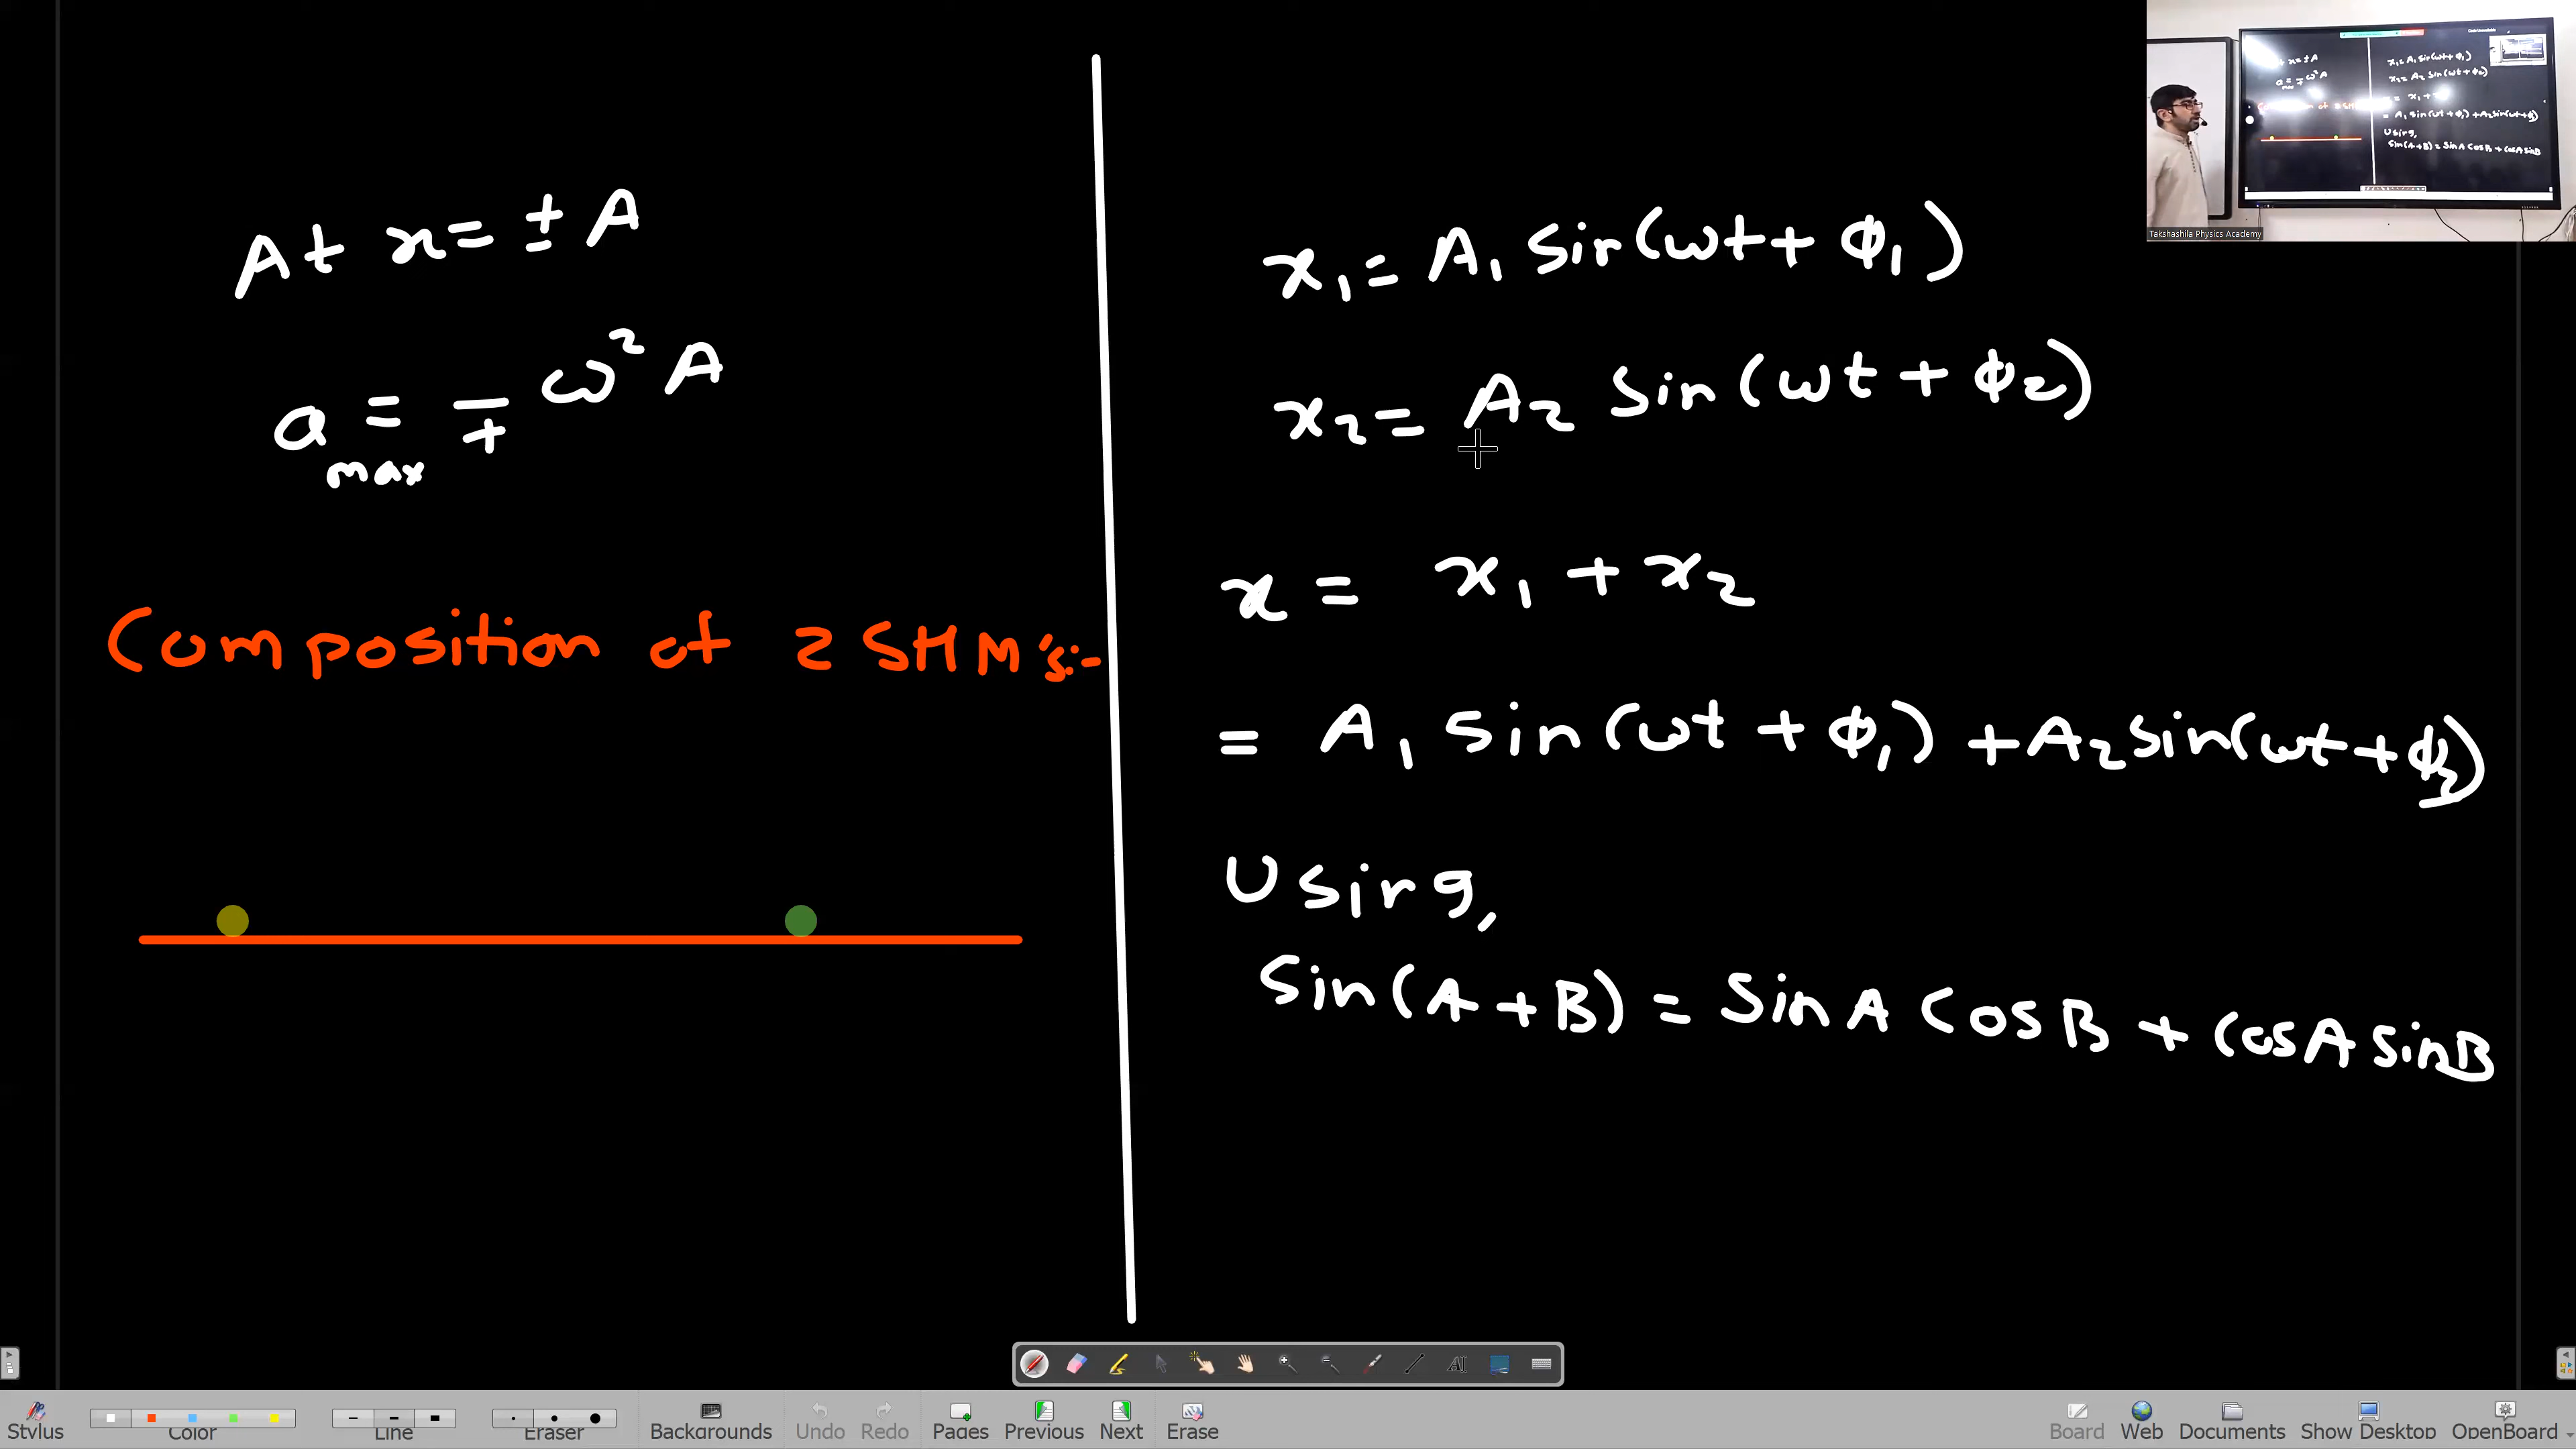 At x = ± A
a max = ∓ ω² A
Composition of 2 SHM's:-
x₁ = A₁ sin(ωt + φ₁)
x₂ = A₂ sin(ωt + φ₂)
x = x₁ + x₂
= A₁ sin(ωt + φ₁) + A₂ sin(ωt + φ₂)
Using,
Sin(A + B) = Sin A Cos B + Cos A sin B
Takshashila Physics Academy
Stylus
Color
Line
Eraser
Backgrounds
Undo
Redo
Pages
Previous
Next
Erase
Board
Web
Documents
Show Desktop
OpenBoard